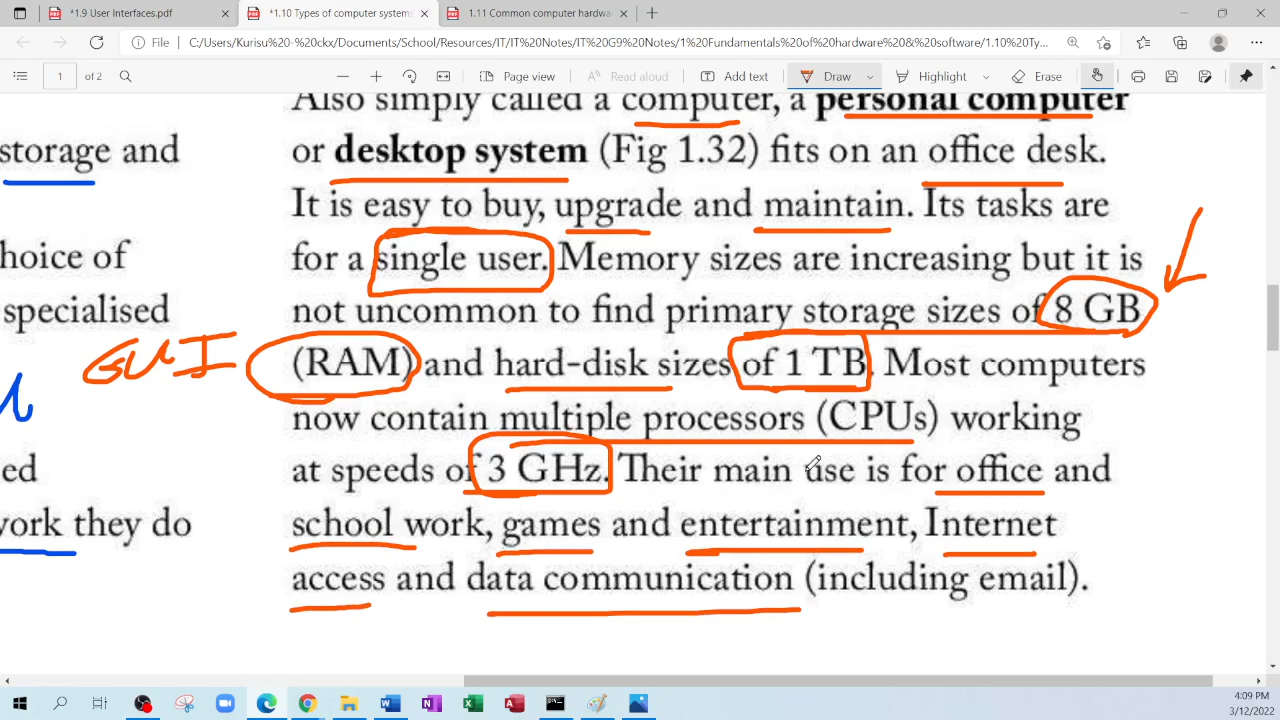 *1.9 User Interfaces.pdf
*1.10 Types of computer system
1.11 Common computer hardwa
File
C:/Users/Kurisu%20-%20ckx/Documents/School/Resources/IT/IT%20Notes/IT%20G9%20Notes/1%20Fundamentals%20of%20hardware%20&%20software/1.10%20Ty...
1 of 2
Page view
Read aloud
Add text
Draw
Highlight
Erase
storage and
hoice of
specialised
ed
work they do
GUI
Also simply called a computer, a personal computer
or desktop system (Fig 1.32) fits on an office desk.
It is easy to buy, upgrade and maintain. Its tasks are
for a single user. Memory sizes are increasing but it is
not uncommon to find primary storage sizes of 8 GB
(RAM) and hard-disk sizes of 1 TB. Most computers
now contain multiple processors (CPUs) working
at speeds of 3 GHz. Their main use is for office and
school work, games and entertainment, Internet
access and data communication (including email).
4:09 PM
3/12/2022